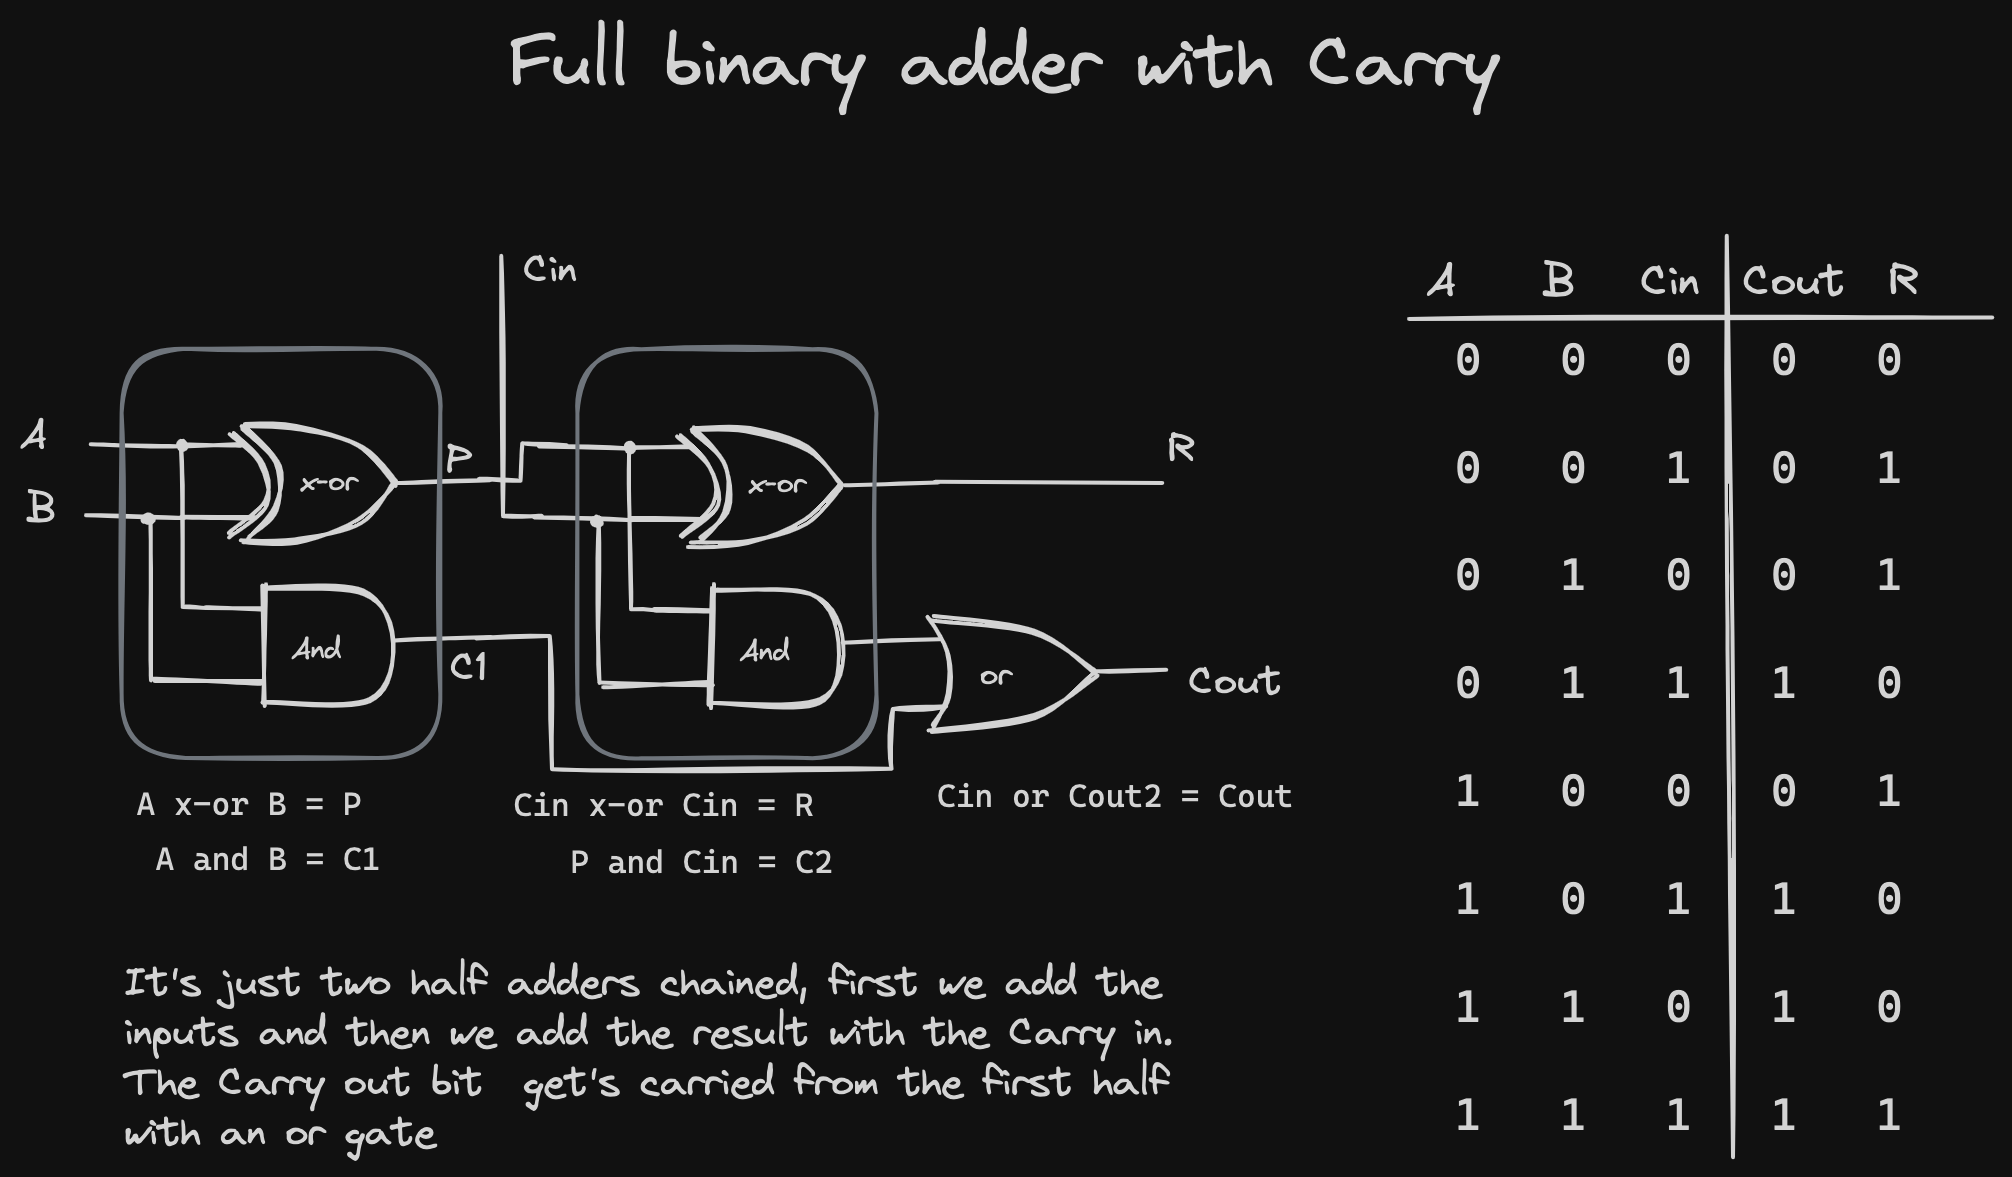 Full binary adder with Carry
Cin
A
B
x-or
And
P
C1
x-or
And
R
or
Cout
A x-or B = P
A and B = C1
Cin x-or Cin = R
P and Cin = C2
Cin or Cout2 = Cout
It's just two half adders chained, first we add the
inputs and then we add the result with the Carry in.
The Carry out bit get's carried from the first half
with an or gate
A B Cin Cout R
0 0 0 0 0
0 0 1 0 1
0 1 0 0 1
0 1 1 1 0
1 0 0 0 1
1 0 1 1 0
1 1 0 1 0
1 1 1 1 1